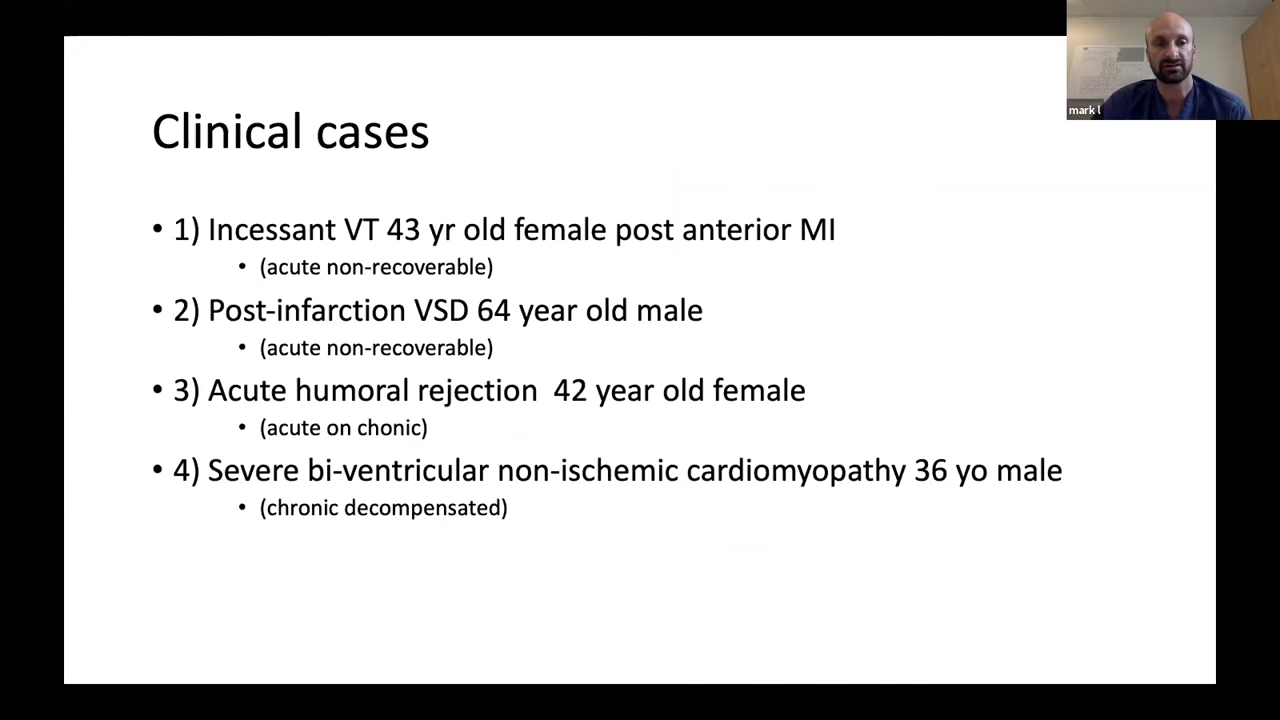 mark l
Clinical cases
• 1) Incessant VT 43 yr old female post anterior MI
• (acute non-recoverable)
• 2) Post-infarction VSD 64 year old male
• (acute non-recoverable)
• 3) Acute humoral rejection  42 year old female
• (acute on chonic)
• 4) Severe bi-ventricular non-ischemic cardiomyopathy 36 yo male
• (chronic decompensated)